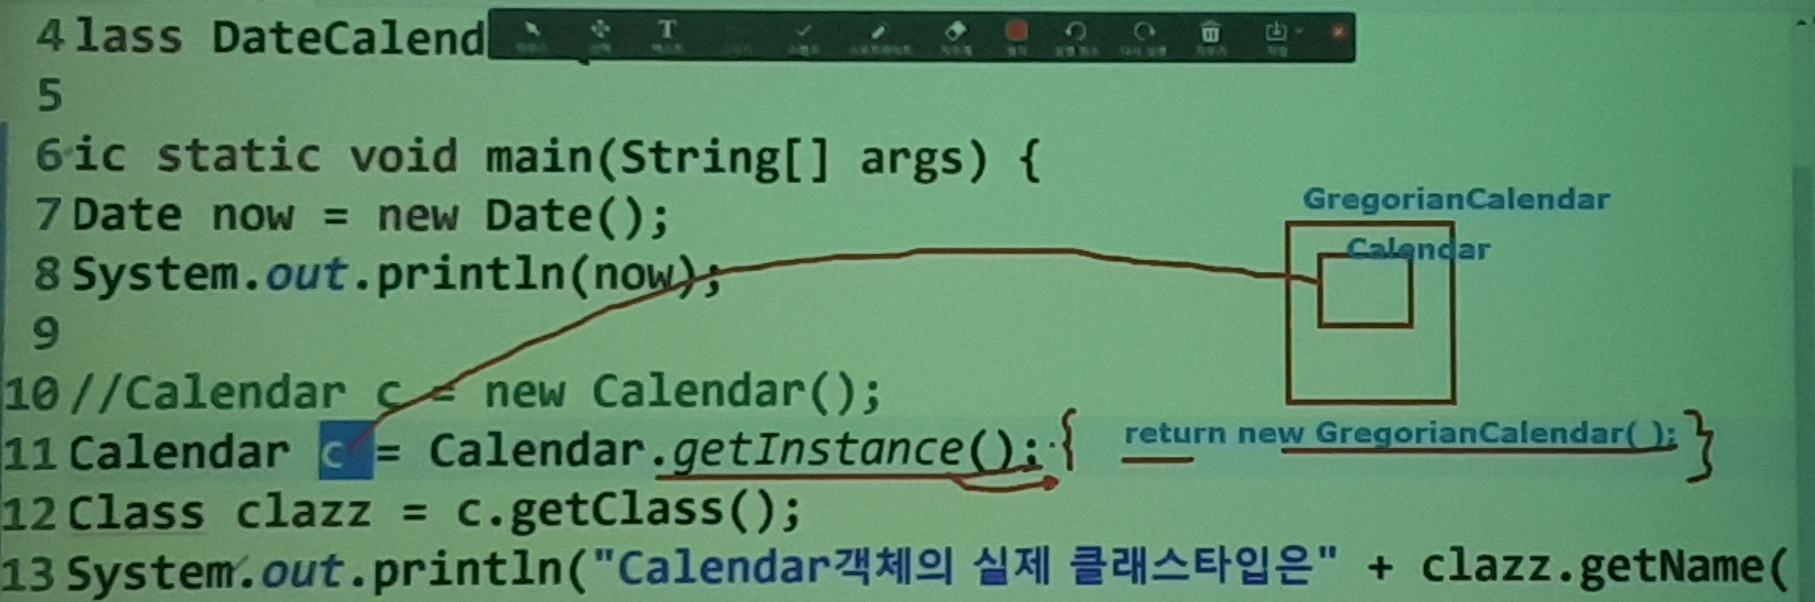 4 lass DateCalend
T
5
6 ic static void main(String[] args) {
7 Date now = new Date();
GregorianCalendar
Calendar
8 System.out.println(now);
9
10 //Calendar c = new Calendar();
11 Calendar c = Calendar.getInstance(); { return new GregorianCalendar( ); }
12 Class clazz = c.getClass();
13 System.out.println("Calendar객체의 실제 클래스타입은" + clazz.getName(